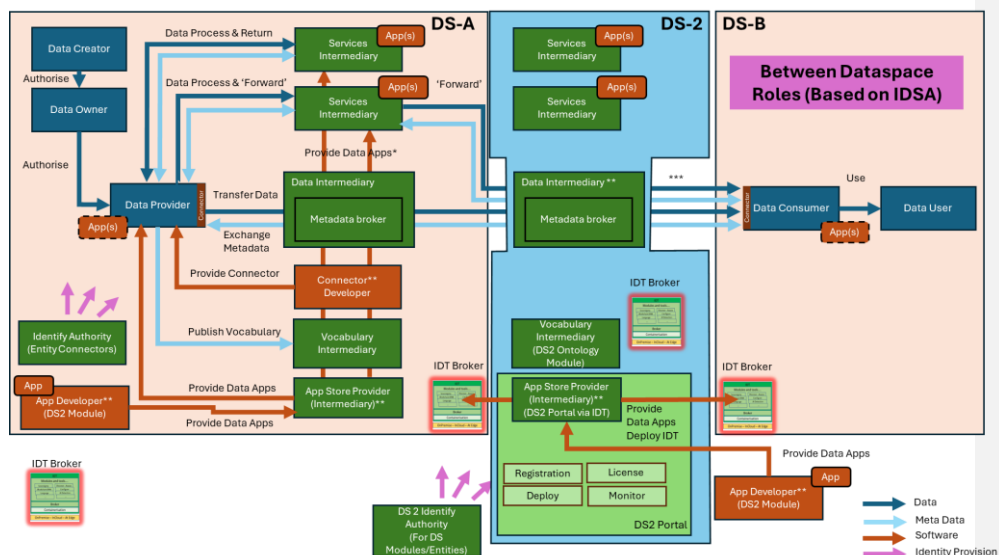 DS-A
DS-2
DS-B
Between Dataspace
Roles (Based on IDSA)
Data Creator
Authorise
Data Owner
Authorise
Data Provider
Connector
App(s)
Data Process & Return
Data Process & 'Forward'
Services
Intermediary
App(s)
Services
Intermediary
App(s)
'Forward'
Provide Data Apps*
Transfer Data
Data Intermediary
Metadata broker
Exchange
Metadata
Provide Connector
Connector**
Developer
Publish Vocabulary
Vocabulary
Intermediary
Identify Authority
(Entity Connectors)
App
App Developer**
(DS2 Module)
Provide Data Apps
Provide Data Apps
App Store Provider
(Intermediary)**
IDT Broker
IDT Broker
Services
Intermediary
App(s)
Services
Intermediary
App(s)
Data Intermediary **
Metadata broker
***
Connector
Data Consumer
App(s)
Use
Data User
IDT Broker
Vocabulary
Intermediary
(DS2 Ontology
Module)
App Store Provider
(Intermediary)**
(DS2 Portal via IDT)
Provide
Data Apps
Deploy IDT
IDT Broker
Registration
License
Deploy
Monitor
DS2 Portal
DS 2 Identify
Authority
(For DS
Modules/Entities)
Provide Data Apps
App
App Developer**
(DS2 Module)
Data
Meta Data
Software
Identity Provision